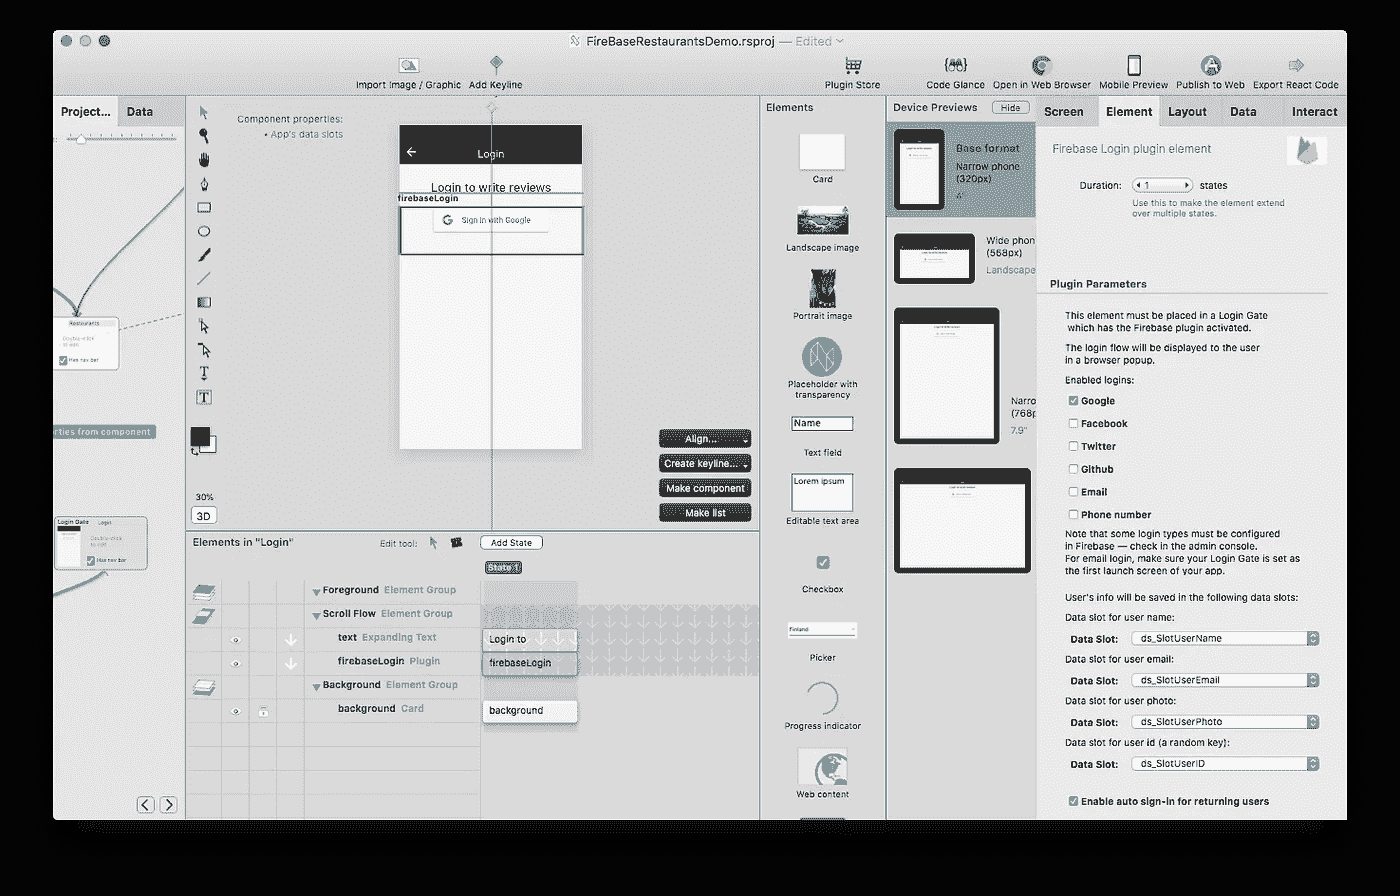 FireBaseRestaurantsDemo.rsproj — Edited
Import Image / Graphic
Add Keyline
Plugin Store
Code Glance
Open in Web Browser
Mobile Preview
Publish to Web
Export React Code
Project...
Data
Restaurants
Double-click
to edit
Has nav bar
rties from component
Login Gate
Login
Double-click
to edit
Has nav bar
30%
3D
Component properties:
• App's data slots
Login
Login to write reviews
firebaseLogin
Sign in with Google
Align...
Create keyline...
Make component
Make list
Elements in "Login"
Edit tool:
Add State
State 1
Foreground Element Group
Scroll Flow Element Group
text Expanding Text
Login to
firebaseLogin Plugin
firebaseLogin
Background Element Group
background Card
background
Elements
Card
Landscape image
Portrait image
Placeholder with
transparency
Name
Text field
Lorem ipsum
Editable text area
Checkbox
Finland
Picker
Progress indicator
Web content
Device Previews
Hide
Base format
Narrow phone
(320px)
4"
Wide phon
(568px)
Landscape
Narro
(768p
7.9"
Screen
Element
Layout
Data
Interact
Firebase Login plugin element
Duration:
1
states
Use this to make the element extend
over multiple states.
Plugin Parameters
This element must be placed in a Login Gate
which has the Firebase plugin activated.
The login flow will be displayed to the user
in a browser popup.
Enabled logins:
Google
Facebook
Twitter
Github
Email
Phone number
Note that some login types must be configured
in Firebase — check in the admin console.
For email login, make sure your Login Gate is set as
the first launch screen of your app.
User's info will be saved in the following data slots:
Data slot for user name:
Data Slot: ds_SlotUserName
Data slot for user email:
Data Slot: ds_SlotUserEmail
Data slot for user photo:
Data Slot: ds_SlotUserPhoto
Data slot for user id (a random key):
Data Slot: ds_SlotUserID
Enable auto sign-in for returning users